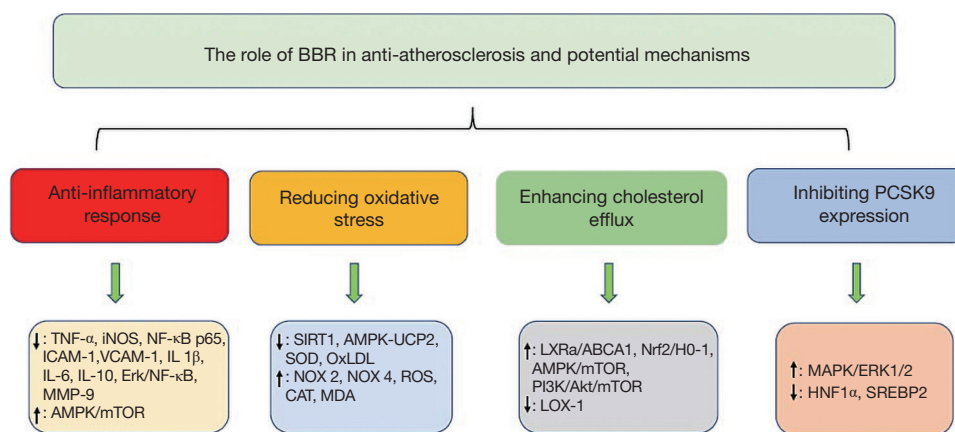 The role of BBR in anti-atherosclerosis and potential mechanisms
Anti-inflammatory
response
Reducing oxidative
stress
Enhancing cholesterol
efflux
Inhibiting PCSK9
expression
↓: TNF-α, iNOS, NF-κB p65,
ICAM-1,VCAM-1, IL 1β,
IL-6, IL-10, Erk/NF-κB,
MMP-9
↑: AMPK/mTOR
↓: SIRT1, AMPK-UCP2,
SOD, OxLDL
↑: NOX 2, NOX 4, ROS,
CAT, MDA
↑: LXRa/ABCA1, Nrf2/H0-1,
AMPK/mTOR,
PI3K/Akt/mTOR
↓: LOX-1
↑: MAPK/ERK1/2
↓: HNF1α, SREBP2